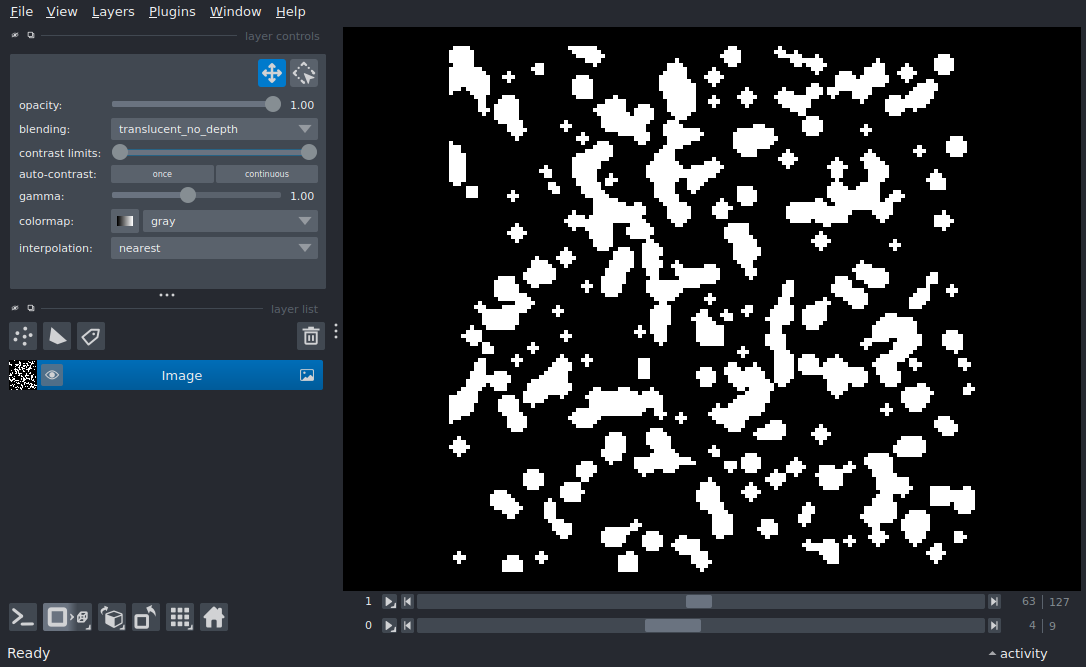 File View Layers Plugins Window Help
layer controls
opacity: 1.00
blending: translucent_no_depth
contrast limits:
auto-contrast: once continuous
gamma: 1.00
colormap: gray
interpolation: nearest
layer list
Image
1 63 127
0 4 9
Ready activity